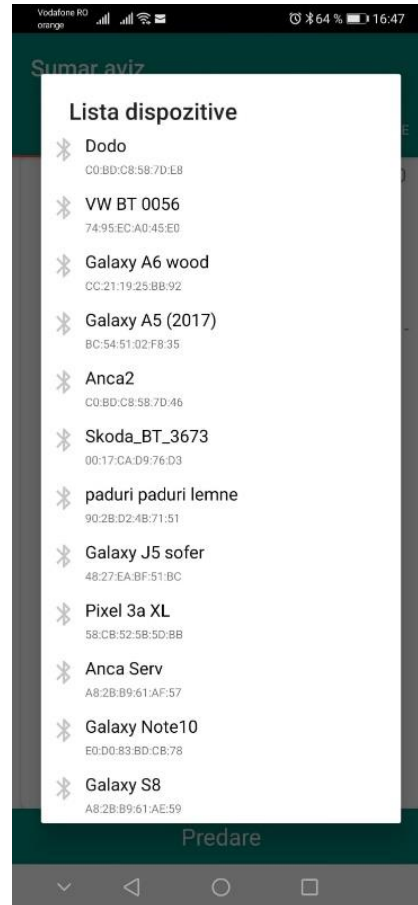 Vodafone RO
orange
64 % 16:47
Sumar aviz
E
Lista dispozitive
Dodo
C0:BD:C8:58:7D:E8
VW BT 0056
74:95:EC:A0:45:E0
Galaxy A6 wood
CC:21:19:25:BB:92
Galaxy A5 (2017)
BC:54:51:02:F8:35
Anca2
C0:BD:C8:58:7D:46
Skoda_BT_3673
00:17:CA:D9:76:D3
paduri paduri lemne
90:2B:D2:4B:71:51
Galaxy J5 sofer
48:27:EA:BF:51:BC
Pixel 3a XL
58:CB:52:5B:5D:BB
Anca Serv
A8:2B:B9:61:AF:57
Galaxy Note10
E0:D0:83:BD:CB:78
Galaxy S8
A8:2B:B9:61:AE:59
Predare